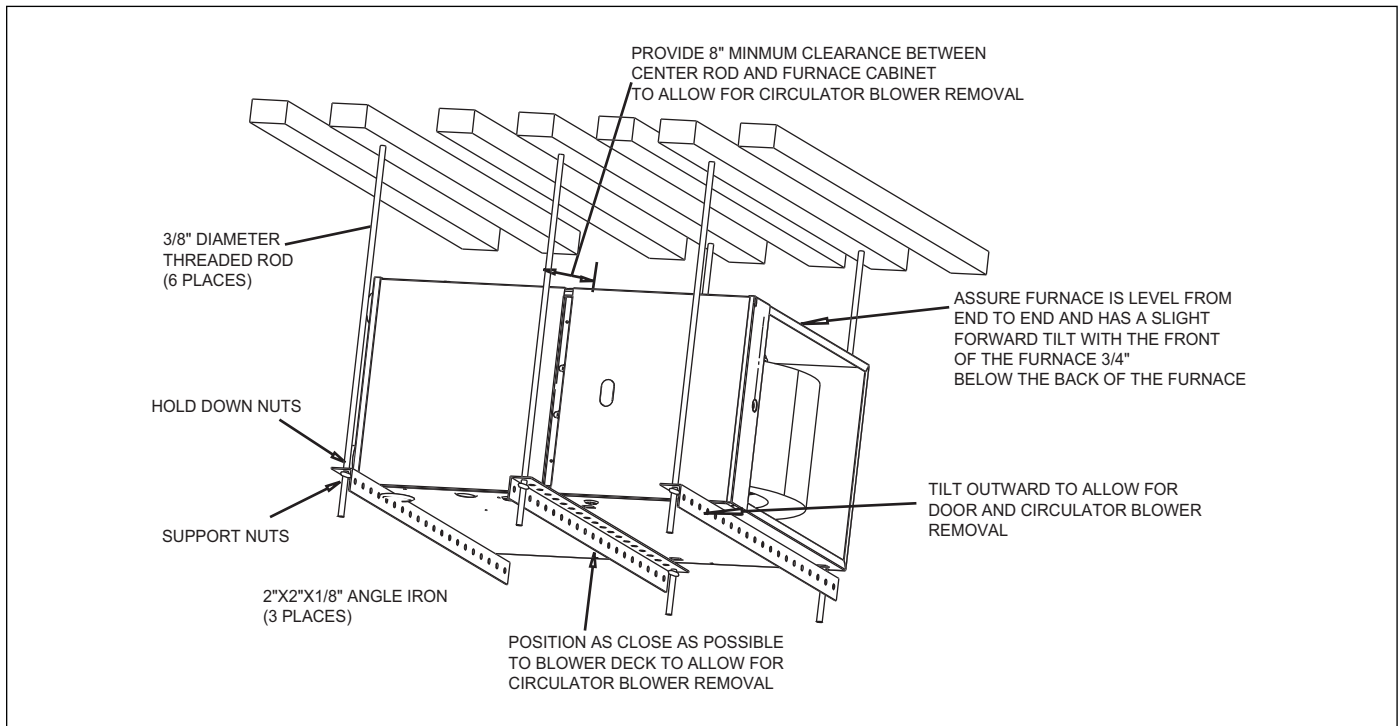 PROVIDE 8" MINMUM CLEARANCE BETWEEN
CENTER ROD AND FURNACE CABINET
TO ALLOW FOR CIRCULATOR BLOWER REMOVAL
3/8" DIAMETER
THREADED ROD
(6 PLACES)
ASSURE FURNACE IS LEVEL FROM
END TO END AND HAS A SLIGHT
FORWARD TILT WITH THE FRONT
OF THE FURNACE 3/4"
BELOW THE BACK OF THE FURNACE
HOLD DOWN NUTS
TILT OUTWARD TO ALLOW FOR
DOOR AND CIRCULATOR BLOWER
REMOVAL
SUPPORT NUTS
2"X2"X1/8" ANGLE IRON
(3 PLACES)
POSITION AS CLOSE AS POSSIBLE
TO BLOWER DECK TO ALLOW FOR
CIRCULATOR BLOWER REMOVAL